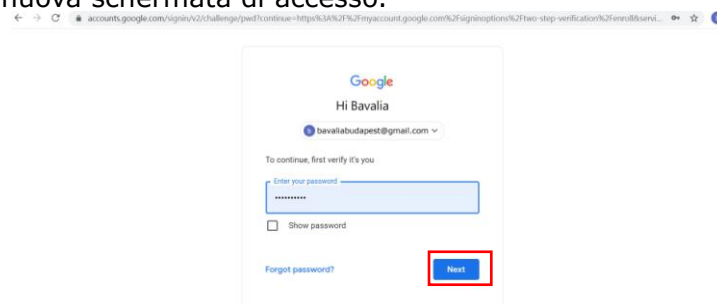 nuova schermata di accesso.
accounts.google.com/signin/v2/challenge/pwd?continue=https%3A%2F%2Fmyaccount.google.com%2Fsigninoptions%2Ftwo-step-verification%2Fenroll&servi...
Google
Hi Bavalia
bavaliabudapest@gmail.com
To continue, first verify it's you
Enter your password
••••••••••
Show password
Forgot password?
Next